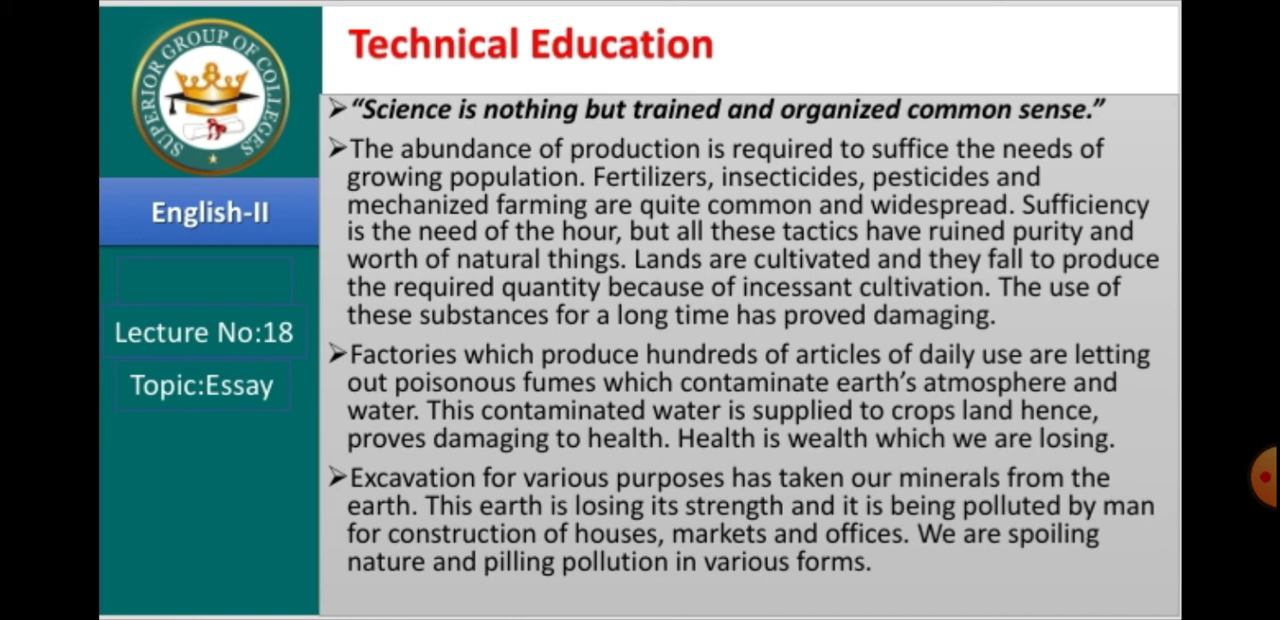 SUPERIOR GROUP OF COLLEGES
English-II
Lecture No:18
Topic:Essay
Technical Education
➢“Science is nothing but trained and organized common sense.”
➢The abundance of production is required to suffice the needs of
growing population. Fertilizers, insecticides, pesticides and
mechanized farming are quite common and widespread. Sufficiency
is the need of the hour, but all these tactics have ruined purity and
worth of natural things. Lands are cultivated and they fall to produce
the required quantity because of incessant cultivation. The use of
these substances for a long time has proved damaging.
➢Factories which produce hundreds of articles of daily use are letting
out poisonous fumes which contaminate earth’s atmosphere and
water. This contaminated water is supplied to crops land hence,
proves damaging to health. Health is wealth which we are losing.
➢Excavation for various purposes has taken our minerals from the
earth. This earth is losing its strength and it is being polluted by man
for construction of houses, markets and offices. We are spoiling
nature and pilling pollution in various forms.